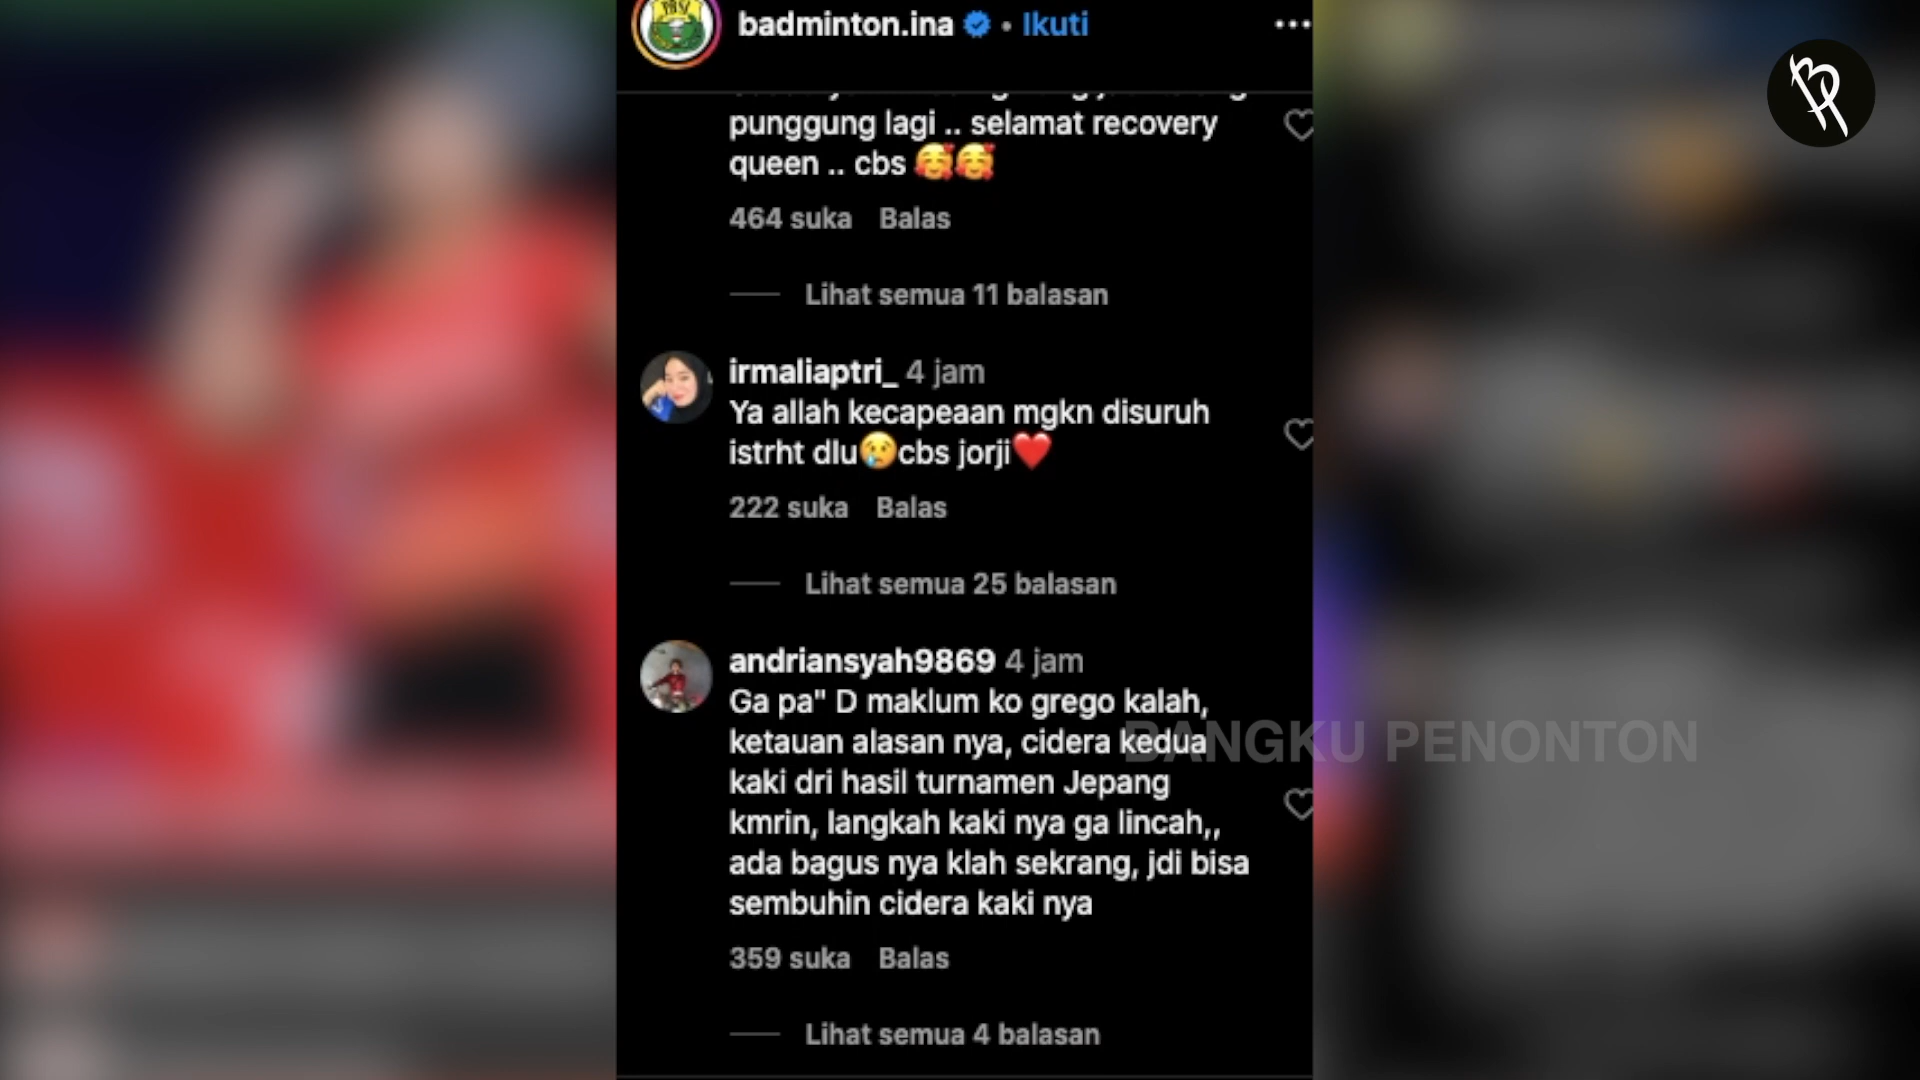 badminton.ina • Ikuti
punggung lagi .. selamat recovery
queen .. cbs 🥰🥰
464 suka Balas
Lihat semua 11 balasan
irmaliaptri_ 4 jam
Ya allah kecapeaan mgkn disuruh
istrht dlu😢cbs jorji❤️
222 suka Balas
Lihat semua 25 balasan
andriansyah9869 4 jam
Ga pa" D maklum ko grego kalah,
ketauan alasan nya, cidera kedua
kaki dri hasil turnamen Jepang
kmrin, langkah kaki nya ga lincah,,
ada bagus nya klah sekrang, jdi bisa
sembuhin cidera kaki nya
359 suka Balas
Lihat semua 4 balasan
BANGKU PENONTON